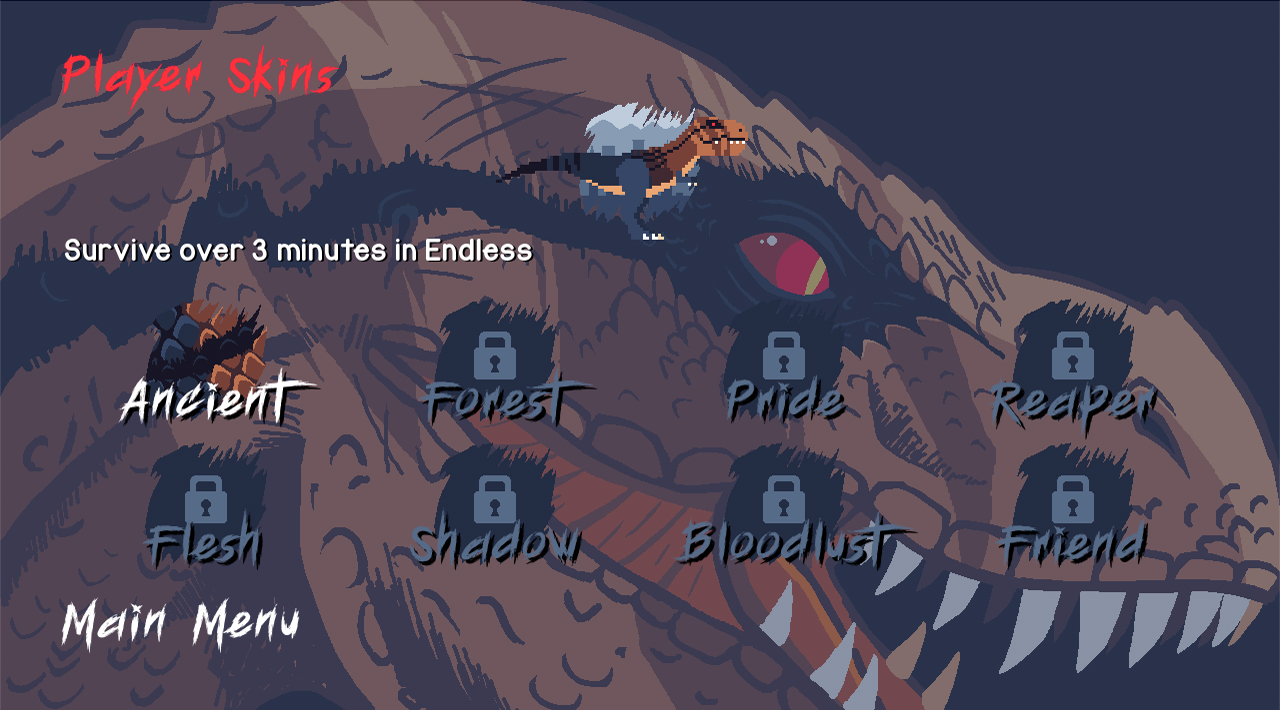 Player Skins
Survive over 3 minutes in Endless
Ancient Forest Pride Reaper
Flesh Shadow Bloodlust Friend
Main Menu